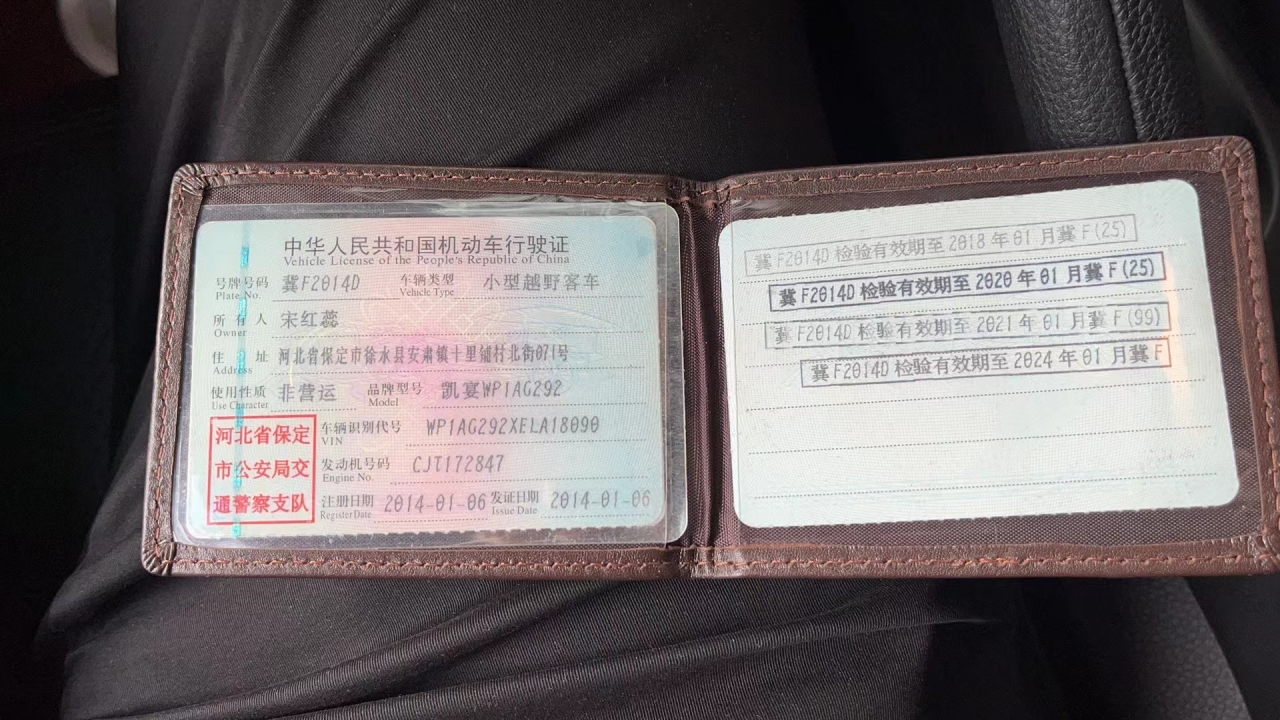 中华人民共和国机动车行驶证
Vehicle License of the People's Republic of China
号牌号码 冀F2014D 车辆类型 小型越野客车
Plate No. Vehicle Type
所有人 宋红蕊
Owner
住址 河北省保定市徐水县安肃镇十里铺村北街071号
Address
使用性质 非营运 品牌型号 凯宴WP1AG292
Use Character Model
河北省保定
市公安局交
通警察支队
车辆识别代号 WP1AG292XELA18090
VIN
发动机号码 CJT172847
Engine No.
注册日期 2014-01-06 发证日期 2014-01-06
Register Date Issue Date
冀F2014D 检验有效期至 2018 年 01 月冀 F(25)
冀F2014D 检验有效期至 2020 年 01 月冀 F(25)
冀F2014D 检验有效期至 2021 年 01 月冀 F(99)
冀F2014D 检验有效期至 2024 年 01 月冀 F